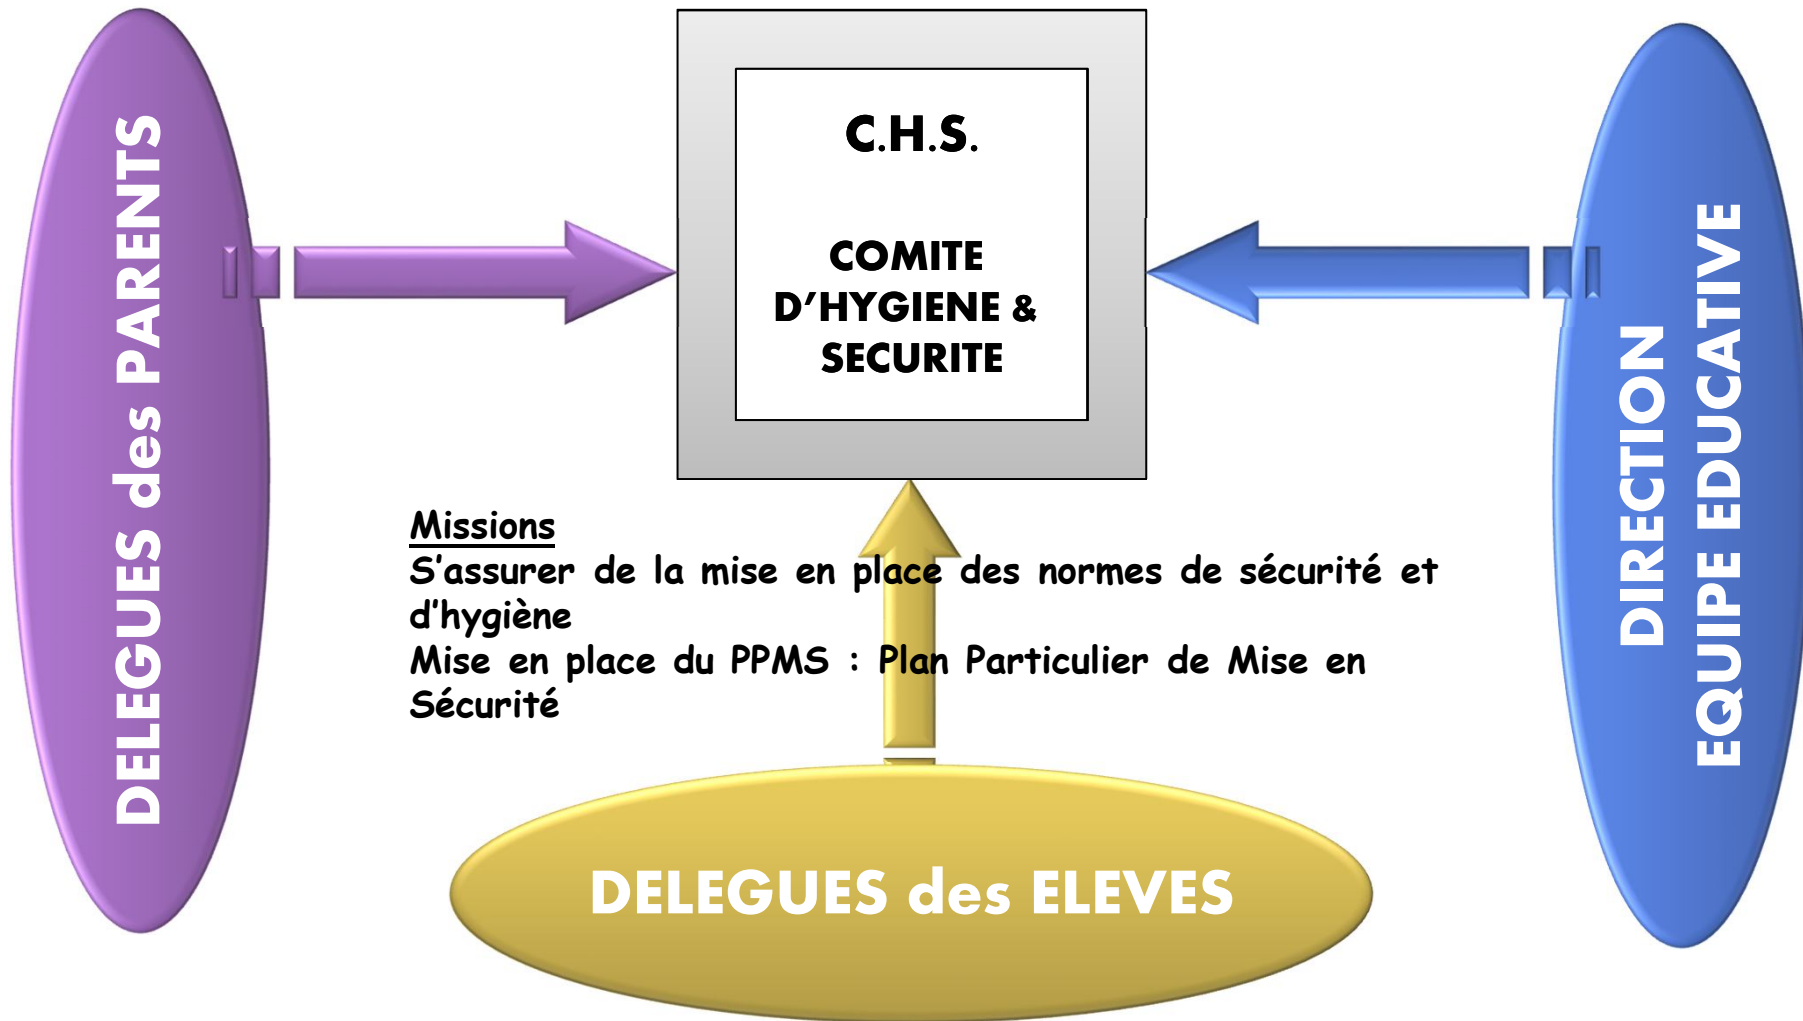 C.H.S.
COMITE
D’HYGIENE &
SECURITE
DELEGUES des PARENTS
DIRECTION
EQUIPE EDUCATIVE
Missions
S’assurer de la mise en place des normes de sécurité et
d’hygiène
Mise en place du PPMS : Plan Particulier de Mise en
Sécurité
DELEGUES des ELEVES